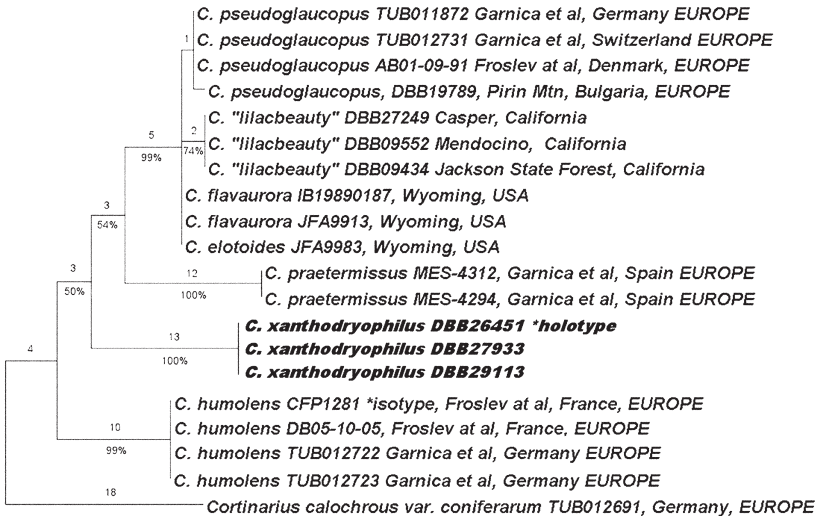 C. pseudoglaucopus TUB011872 Garnica et al, Germany EUROPE
1
C. pseudoglaucopus TUB012731 Garnica et al, Switzerland EUROPE
C. pseudoglaucopus AB01-09-91 Froslev at al, Denmark, EUROPE
C. pseudoglaucopus, DBB19789, Pirin Mtn, Bulgaria, EUROPE
C. "lilacbeauty" DBB27249 Casper, California
5
2
C. "lilacbeauty" DBB09552 Mendocino, California
99%
74%
C. "lilacbeauty" DBB09434 Jackson State Forest, California
C. flavaurora IB19890187, Wyoming, USA
3
C. flavaurora JFA9913, Wyoming, USA
54%
C. elotoides JFA9983, Wyoming, USA
3
12
C. praetermissus MES-4312, Garnica et al, Spain EUROPE
50%
100%
C. praetermissus MES-4294, Garnica et al, Spain EUROPE
C. xanthodryophilus DBB26451 *holotype
13
4
C. xanthodryophilus DBB27933
100%
C. xanthodryophilus DBB29113
C. humolens CFP1281 *isotype, Froslev at al, France, EUROPE
10
C. humolens DB05-10-05, Froslev at al, France, EUROPE
99%
C. humolens TUB012722 Garnica et al, Germany EUROPE
C. humolens TUB012723 Garnica et al, Germany EUROPE
18
Cortinarius calochrous var. coniferarum TUB012691, Germany, EUROPE